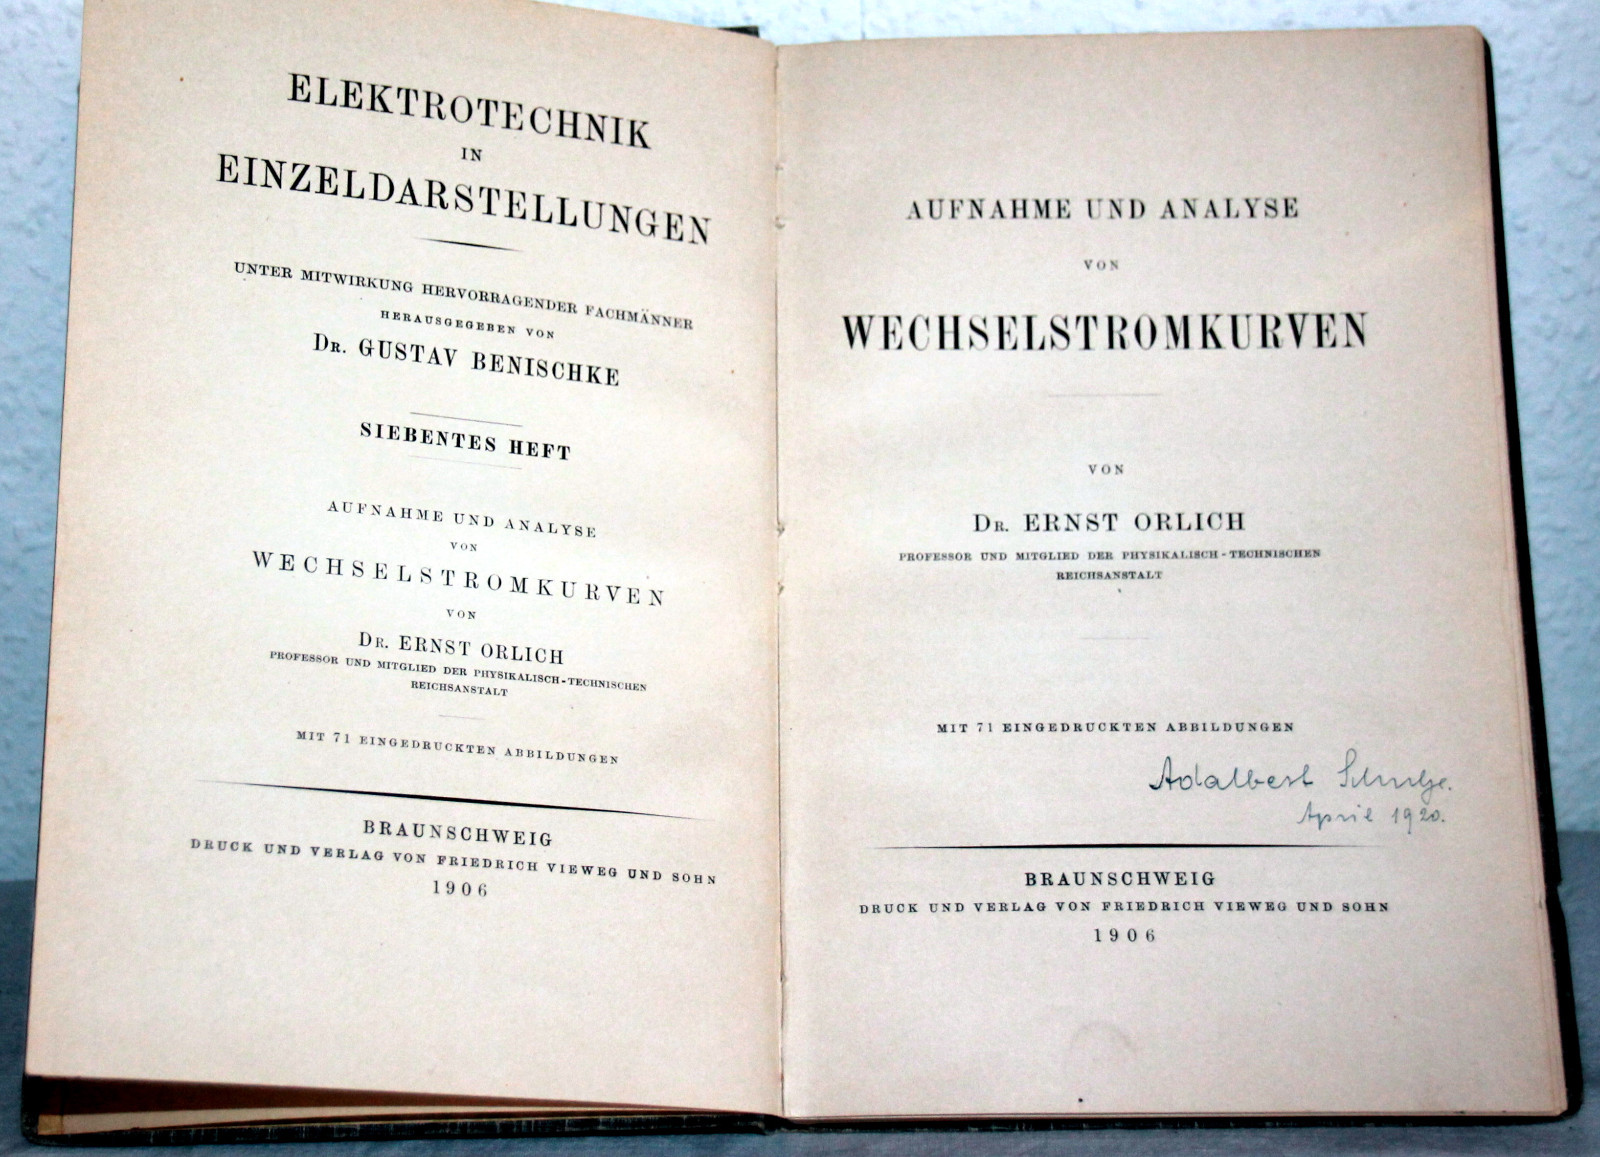 ELEKTROTECHNIK
IN
EINZELDARSTELLUNGEN
UNTER MITWIRKUNG HERVORRAGENDER FACHMÄNNER
HERAUSGEGEBEN VON
DR. GUSTAV BENISCHKE
SIEBENTES HEFT
AUFNAHME UND ANALYSE
VON
WECHSELSTROMKURVEN
VON
DR. ERNST ORLICH
PROFESSOR UND MITGLIED DER PHYSIKALISCH-TECHNISCHEN
REICHSANSTALT
MIT 71 EINGEDRUCKTEN ABBILDUNGEN
BRAUNSCHWEIG
DRUCK UND VERLAG VON FRIEDRICH VIEWEG UND SOHN
1906
AUFNAHME UND ANALYSE
VON
WECHSELSTROMKURVEN
VON
DR. ERNST ORLICH
PROFESSOR UND MITGLIED DER PHYSIKALISCH-TECHNISCHEN
REICHSANSTALT
MIT 71 EINGEDRUCKTEN ABBILDUNGEN
Adalbert Schulze.
April 1920.
BRAUNSCHWEIG
DRUCK UND VERLAG VON FRIEDRICH VIEWEG UND SOHN
1906